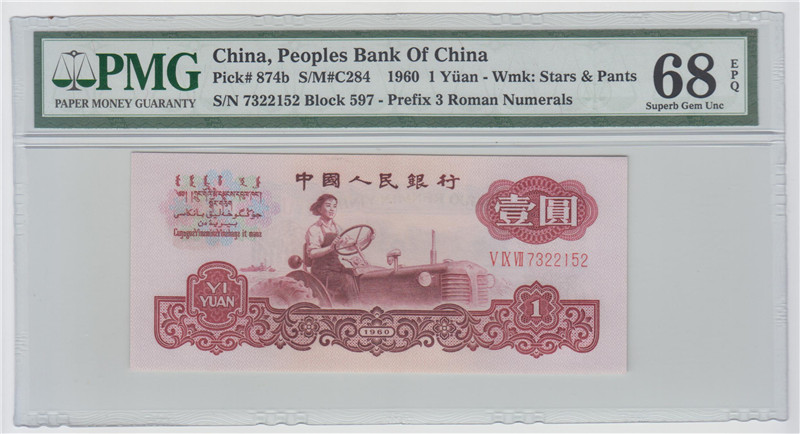 PMG
PAPER MONEY GUARANTY
China, Peoples Bank Of China
Pick# 874b S/M#C284 1960 1 Yüan - Wmk: Stars & Pants
S/N 7322152 Block 597 - Prefix 3 Roman Numerals
68
EPQ
Superb Gem Unc
中國人民銀行
壹圓
V IX VII 7322152
YI
YUAN
1960
1